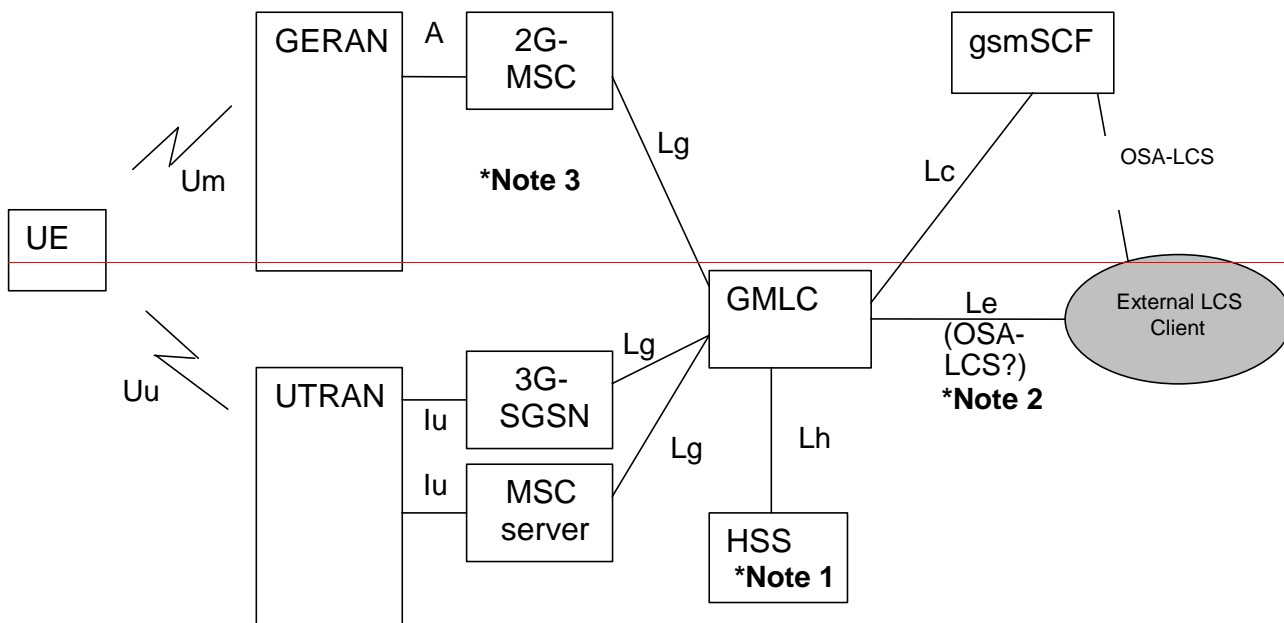 GERAN
A
2G-
MSC
gsmSCF
Lg
OSA-LCS
Lc
Um
*Note 3
UE
GMLC
Le
(OSA-
LCS?)
*Note 2
External LCS
Client
Uu
UTRAN
Iu
3G-
SGSN
Lg
Lg
Iu
MSC
server
Lh
HSS
*Note 1